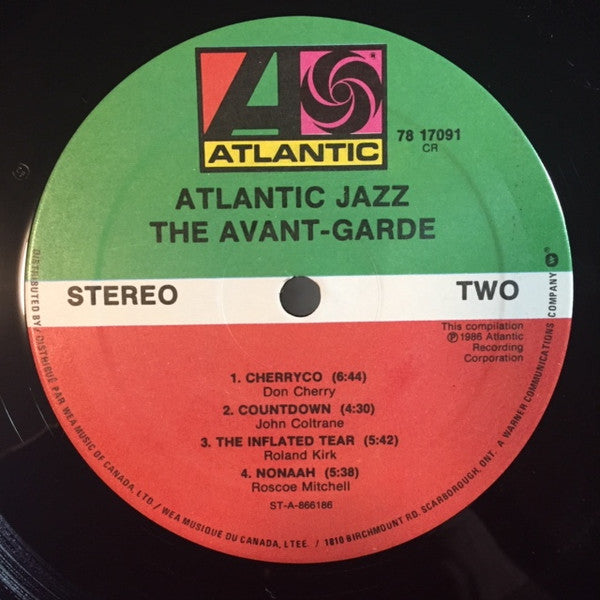 ATLANTIC
78 17091
CR
ATLANTIC JAZZ
THE AVANT-GARDE
STEREO
TWO
This compilation
℗1986 Atlantic
Recording
Corporation
1. CHERRYCO (6:44)
Don Cherry
2. COUNTDOWN (4:30)
John Coltrane
3. THE INFLATED TEAR (5:42)
Roland Kirk
4. NONAAH (5:38)
Roscoe Mitchell
ST-A-866186
DISTRIBUTED BY/DISTRIBUÉ PAR WEA MUSIC OF CANADA, LTD. / WEA MUSIQUE DU CANADA, LTEE. / 1810 BIRCHMOUNT RD. SCARBOROUGH, ONT. A WARNER COMMUNICATIONS COMPANY